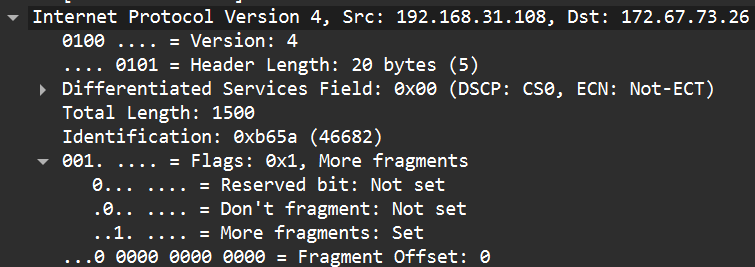 Internet Protocol Version 4, Src: 192.168.31.108, Dst: 172.67.73.26
0100 .... = Version: 4
.... 0101 = Header Length: 20 bytes (5)
Differentiated Services Field: 0x00 (DSCP: CS0, ECN: Not-ECT)
Total Length: 1500
Identification: 0xb65a (46682)
001. .... = Flags: 0x1, More fragments
0... .... = Reserved bit: Not set
.0.. .... = Don't fragment: Not set
..1. .... = More fragments: Set
...0 0000 0000 0000 = Fragment Offset: 0